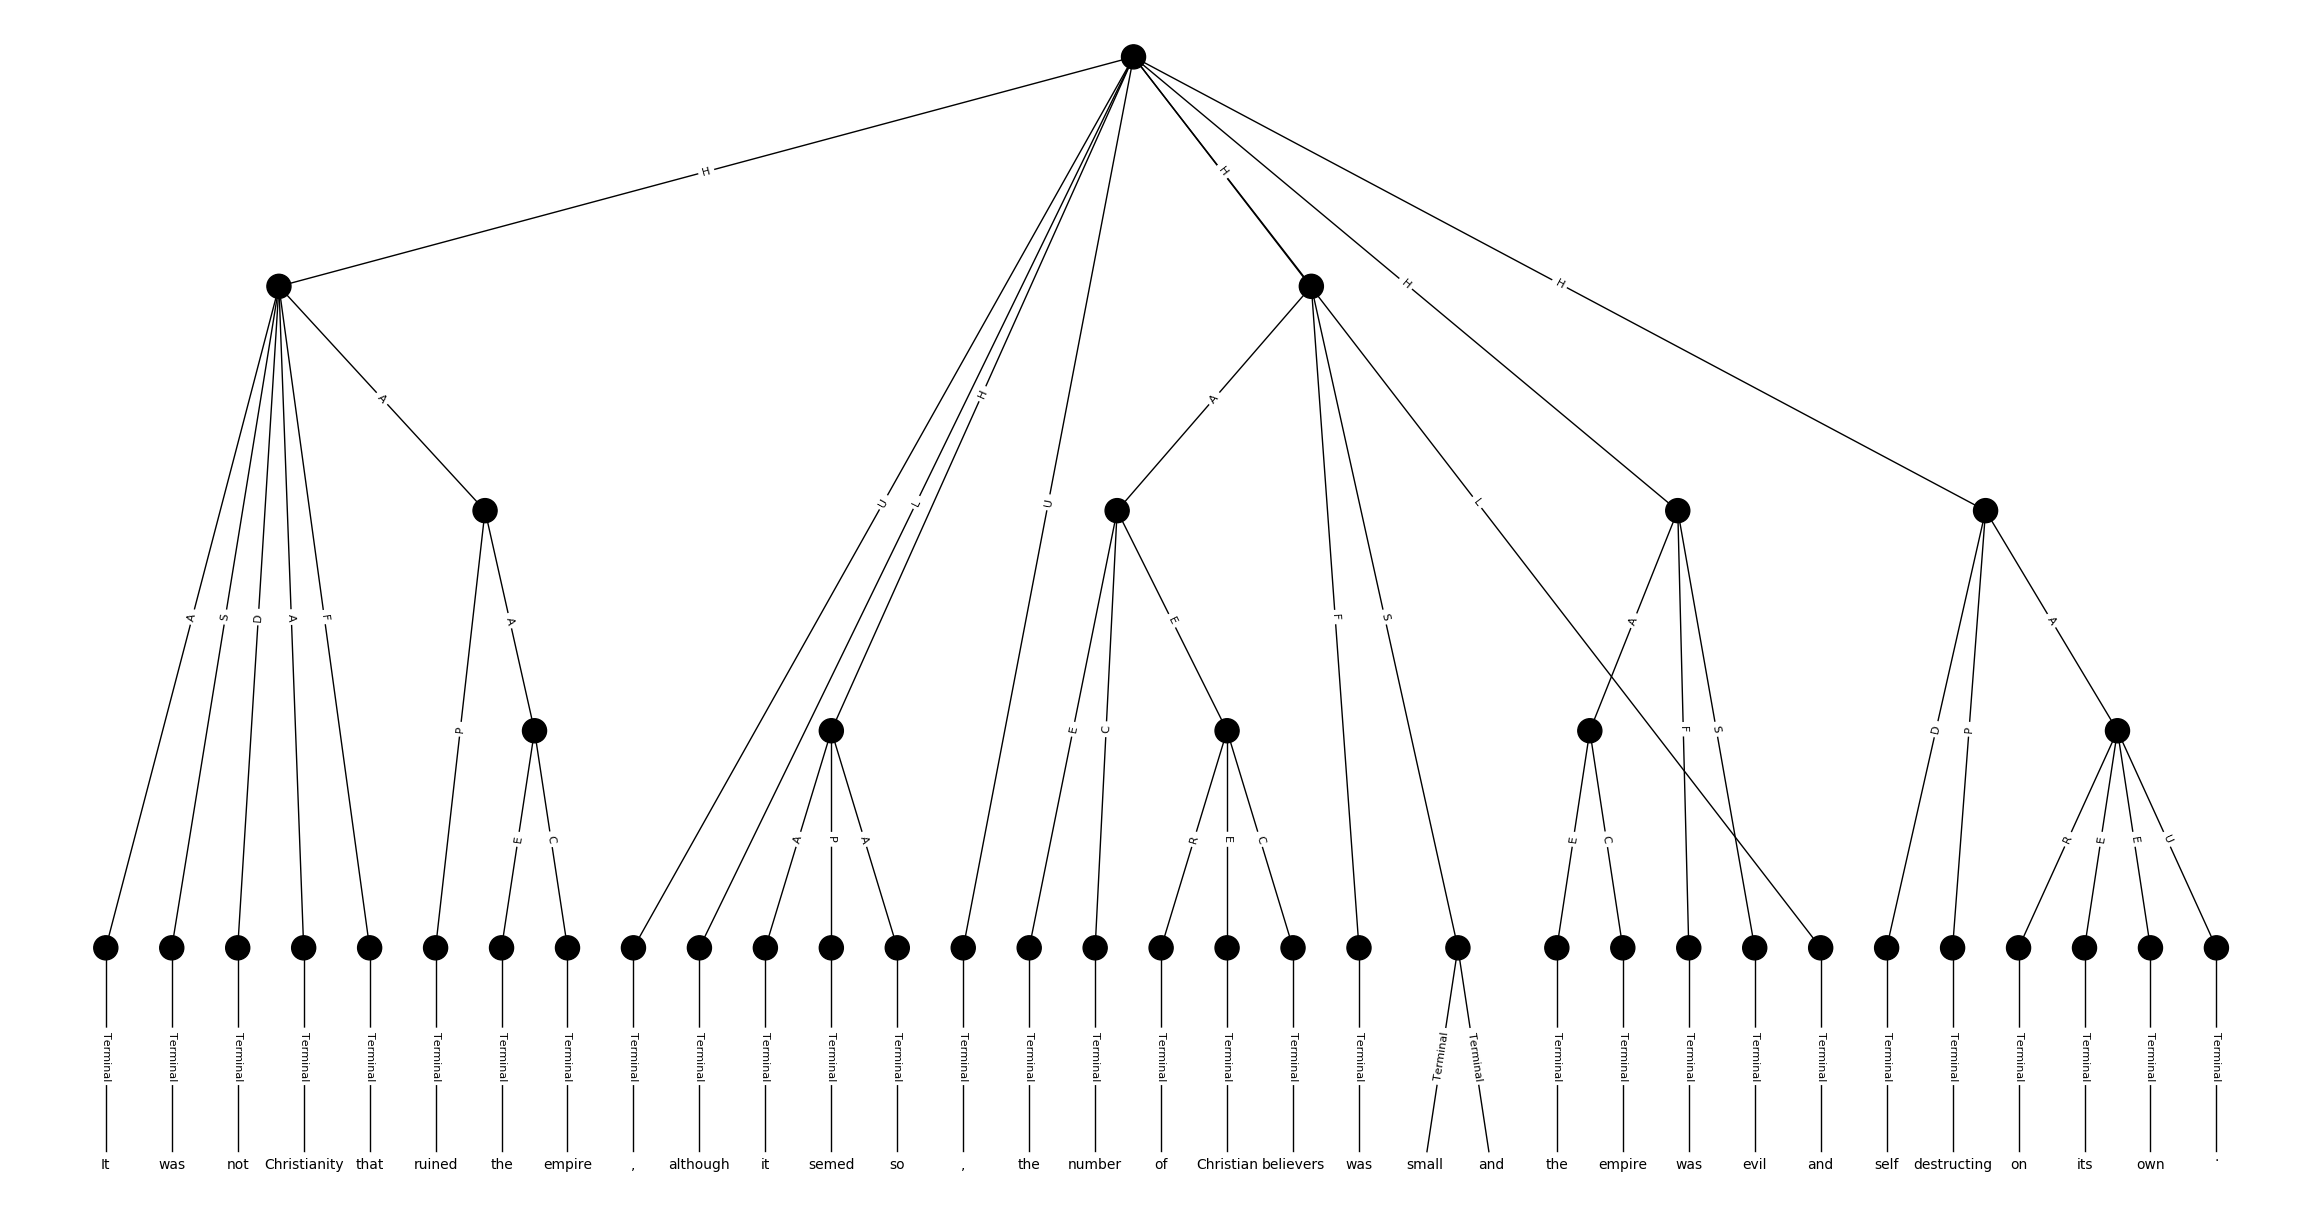 H H H H
A H
U L U A L
A S D A F A F S A
P E C E F S D P
A P A R E C E C R E E U
E C
Terminal Terminal Terminal Terminal Terminal Terminal Terminal Terminal Terminal Terminal Terminal Terminal Terminal Terminal Terminal Terminal Terminal Terminal Terminal Terminal Terminal Terminal Terminal Terminal Terminal Terminal Terminal Terminal Terminal Terminal Terminal Terminal Terminal
It was not Christianity that ruined the empire , although it semed so , the number of Christian believers was small and the empire was evil and self destructing on its own .